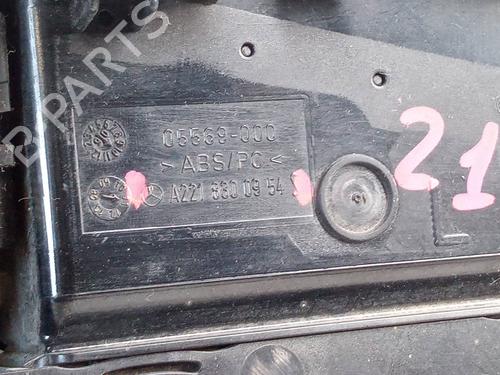 B-PARTS
05569-000
>ABS/PC<
A221 880 09 54
21
L